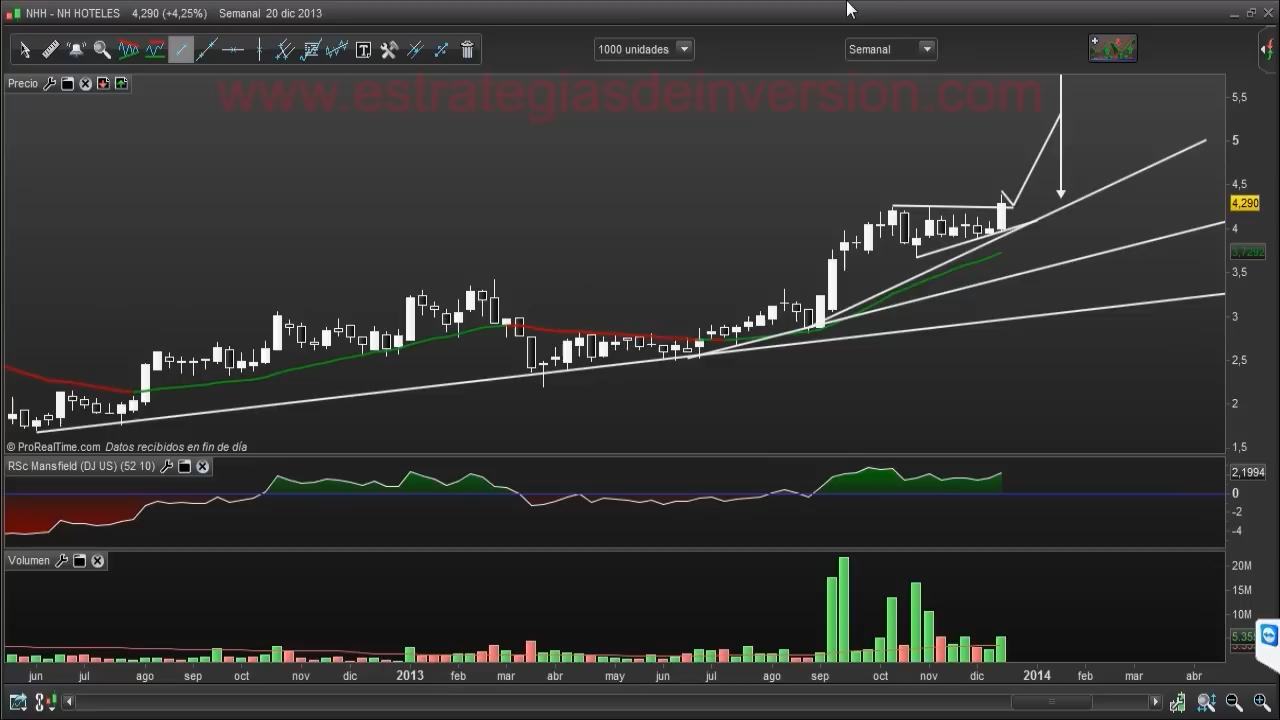 NHH - NH HOTELES 4,290 (+4,25%) Semanal 20 dic 2013
1000 unidades
Semanal
Precio
www.estrategiasdeinversion.com
5,5
5
4,5
4,290
4
3,7292
3,5
3
2,5
2
1,5
© ProRealTime.com Datos recibidos en fin de día
RSc Mansfield (DJ US) (52 10)
2,1994
0
-2
-4
Volumen
20M
15M
10M
jun jul ago sep oct nov dic 2013 feb mar abr may jun jul ago sep oct nov dic 2014 feb mar abr